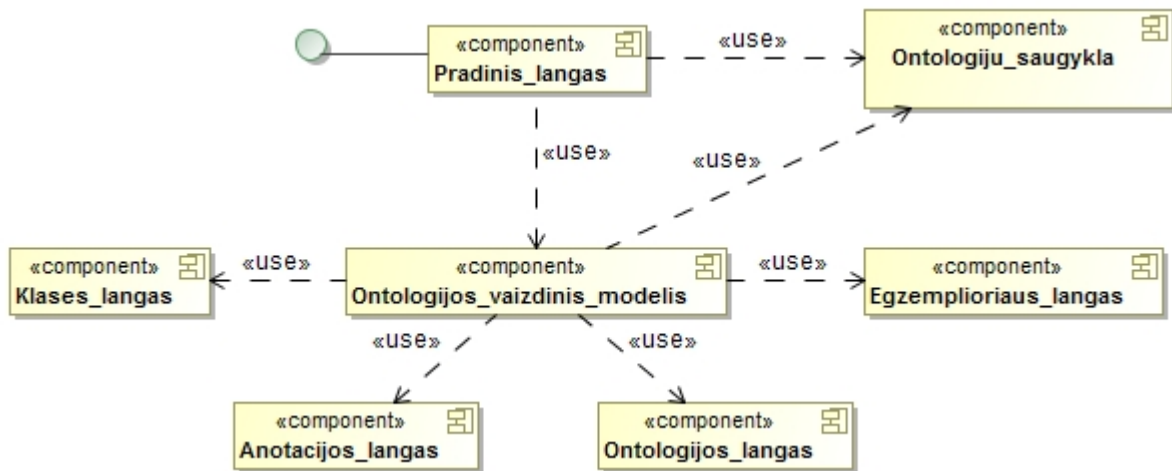 «component»
Pradinis_langas
«use»
«component»
Ontologiju_saugykla
«use»
«use»
«component»
Klases_langas
«use»
«component»
Ontologijos_vaizdinis_modelis
«use»
«component»
Egzemplioriaus_langas
«use»
«use»
«component»
Anotacijos_langas
«component»
Ontologijos_langas